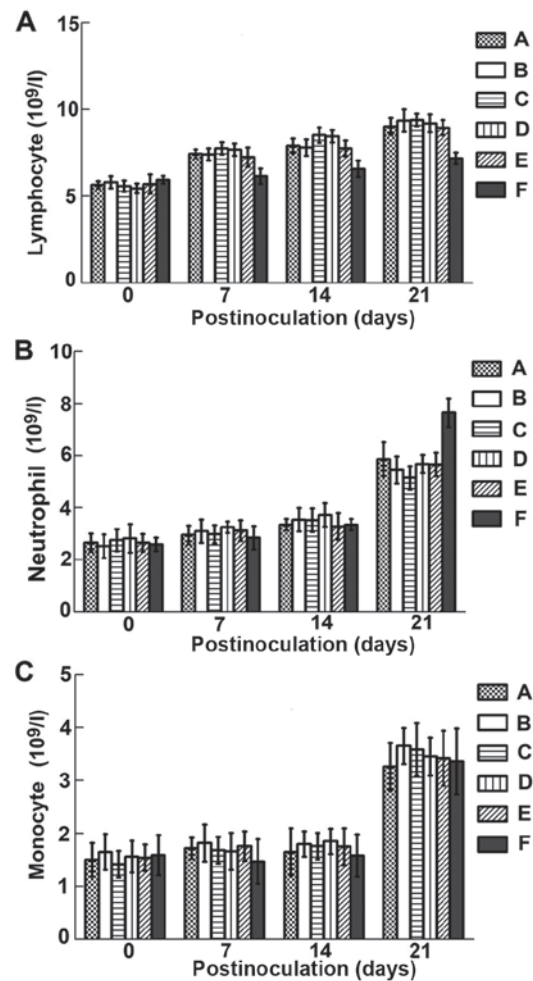 A
15
10
5
0
Lymphocyte (10⁹/l)
0 7 14 21
Postinoculation (days)
A
B
C
D
E
F
B
10
8
6
4
2
0
Neutrophil (10⁹/l)
0 7 14 21
Postinoculation (days)
A
B
C
D
E
F
C
5
4
3
2
1
0
Monocyte (10⁹/l)
0 7 14 21
Postinoculation (days)
A
B
C
D
E
F